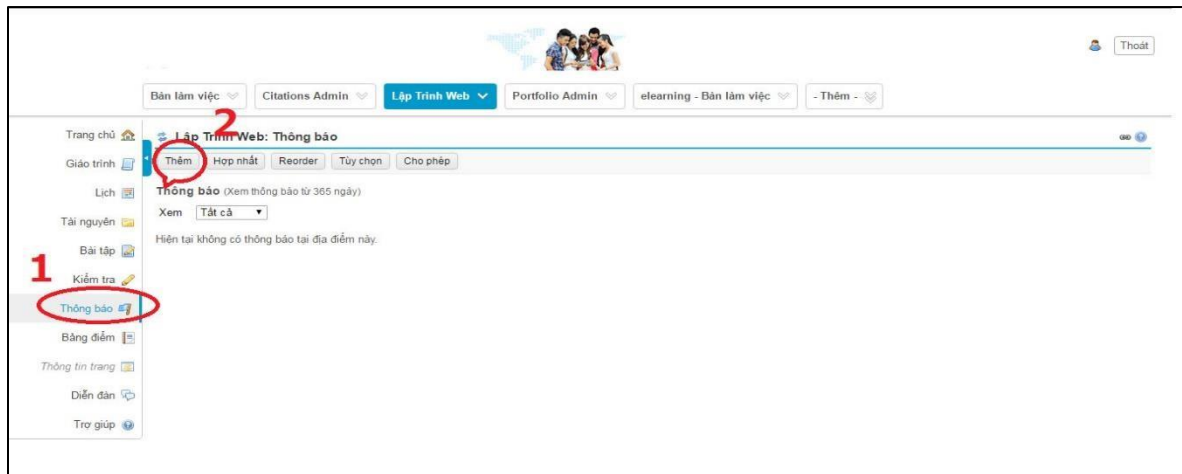 Thoát
Bàn làm việc Citations Admin Lập Trình Web Portfolio Admin elearning - Bàn làm việc - Thêm -
2
Trang chủ
Lập Trình Web: Thông báo
Giáo trình
Thêm Hợp nhất Reorder Tùy chọn Cho phép
Lịch
Thông báo (Xem thông báo từ 365 ngày)
Tài nguyên
Xem Tất cả
Bài tập
Hiện tại không có thông báo tại địa điểm này.
1
Kiểm tra
Thông báo
Bảng điểm
Thông tin trang
Diễn đàn
Trợ giúp